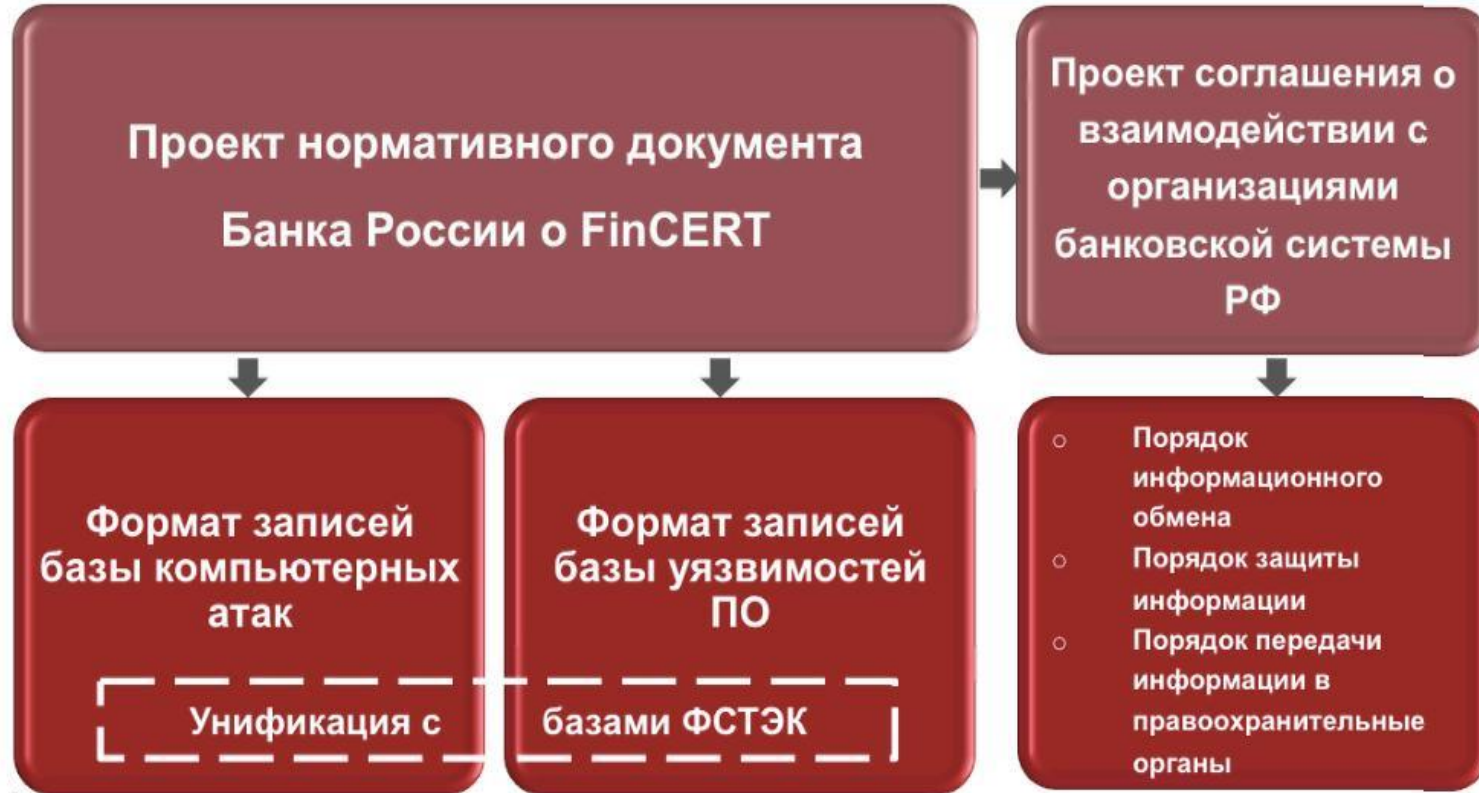 Проект нормативного документа
Банка России о FinCERT
Проект соглашения о
взаимодействии с
организациями
банковской системы
РФ
Формат записей
базы компьютерных
атак
Формат записей
базы уязвимостей
ПО
Унификация с базами ФСТЭК
○ Порядок
информационного
обмена
○ Порядок защиты
информации
○ Порядок передачи
информации в
правоохранительные
органы